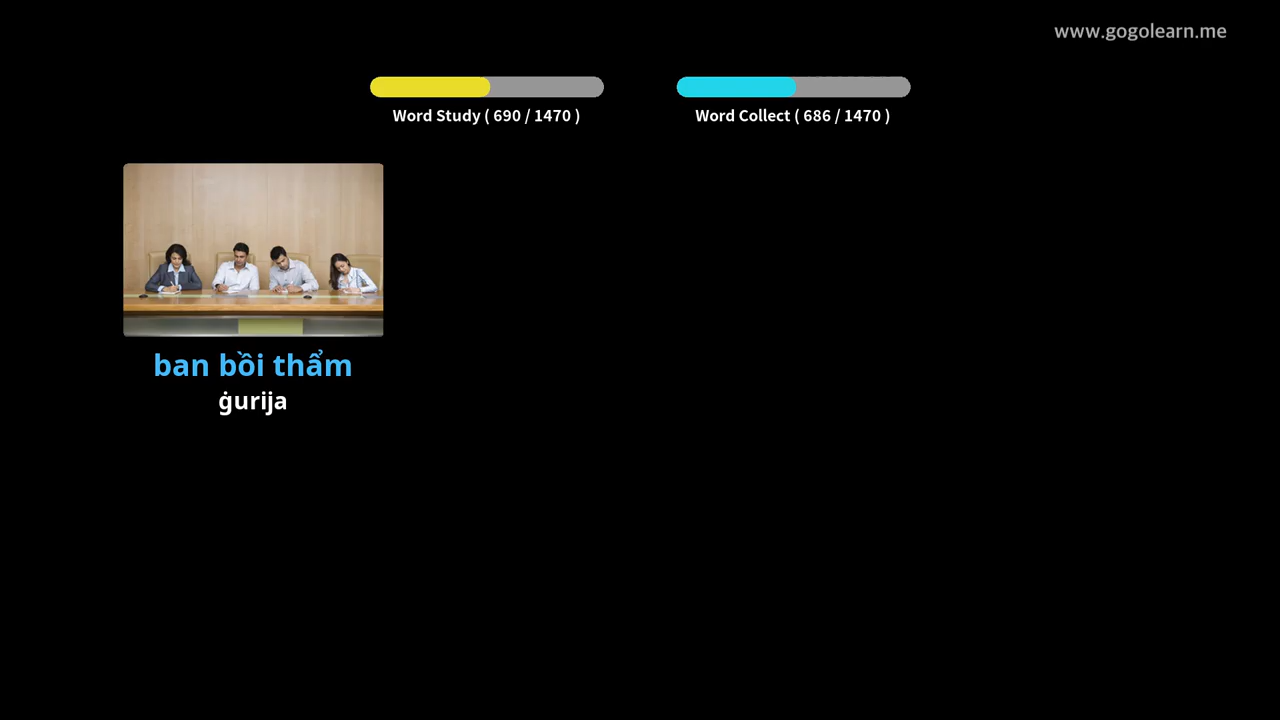 www.gogolearn.me
Word Study ( 690 / 1470 )
Word Collect ( 686 / 1470 )
ban bồi thẩm
ġurija